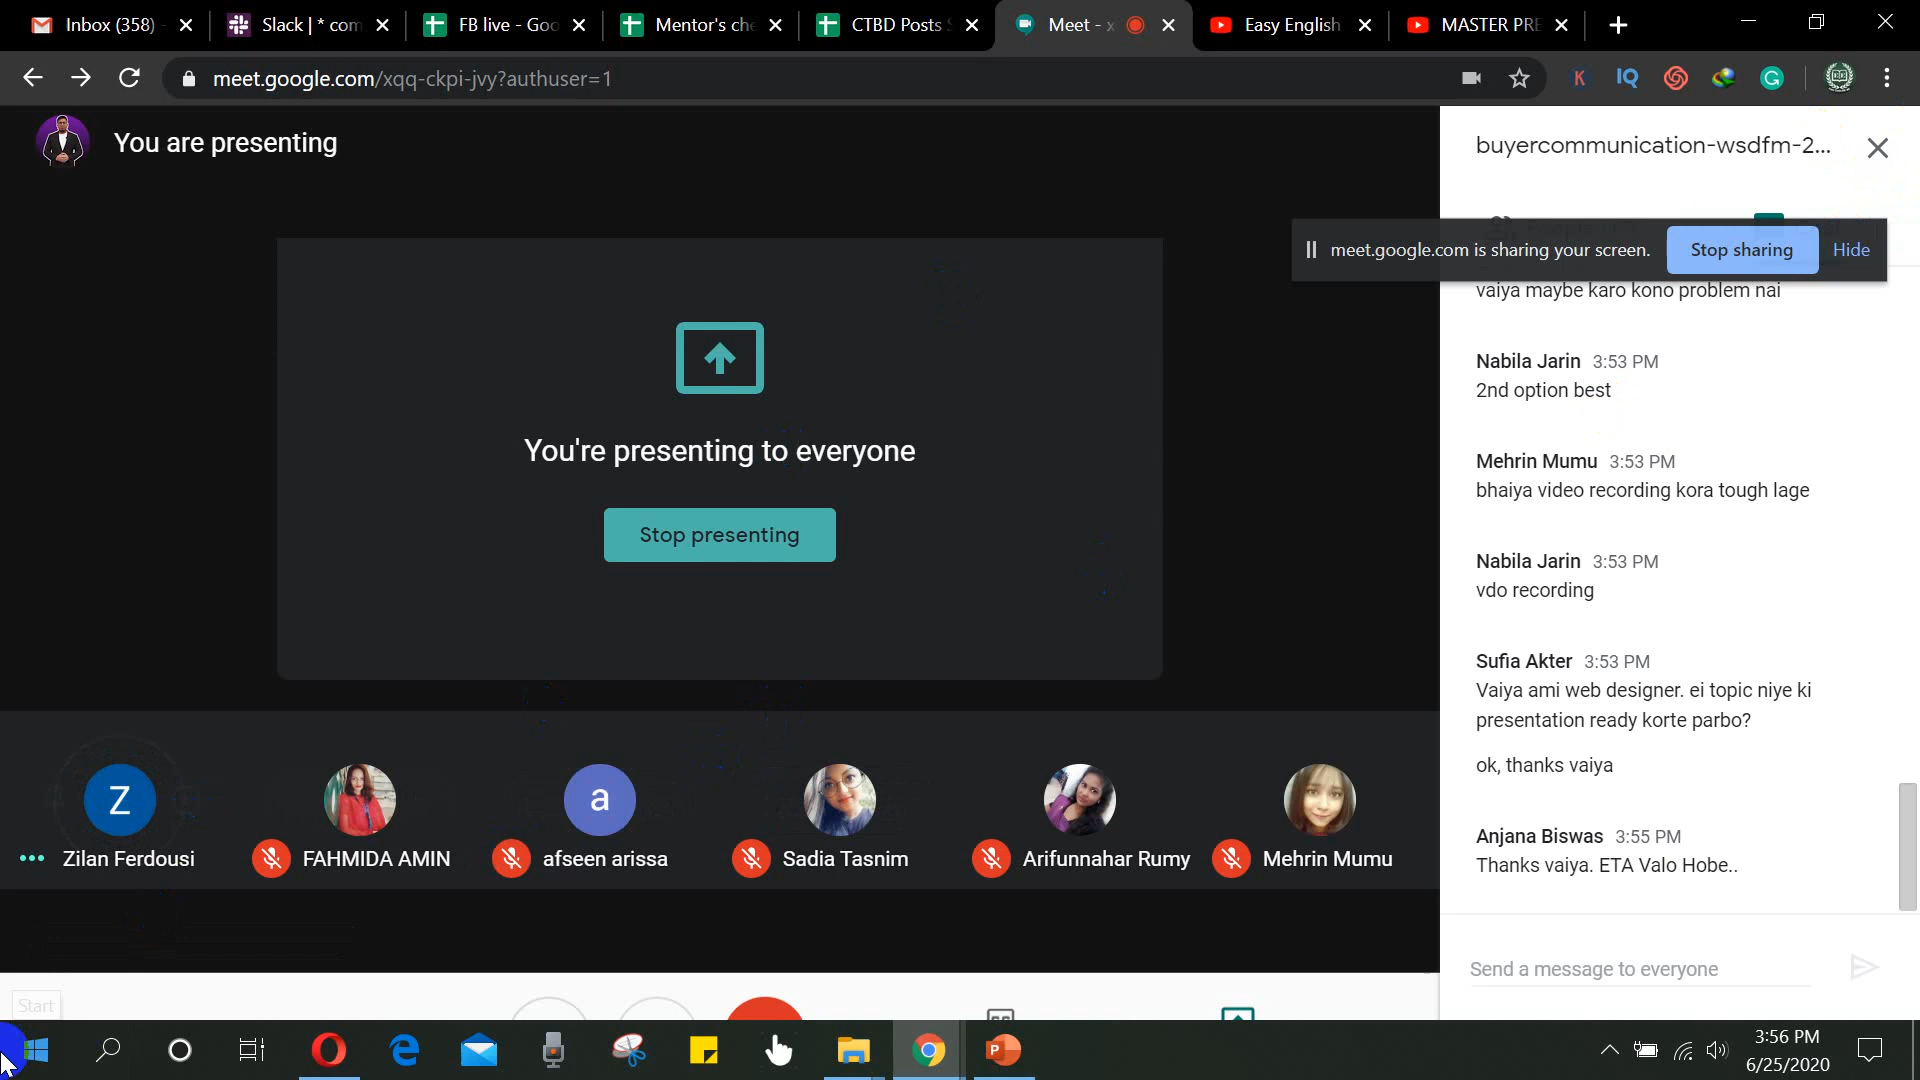 Inbox (358)
Slack | * com
FB live - Goo
Mentor's che
CTBD Posts S
Meet - x
Easy English
MASTER PRE
meet.google.com/xqq-ckpi-jvy?authuser=1
K
IQ
You are presenting
buyercommunication-wsdfm-2...
meet.google.com is sharing your screen.
Stop sharing
Hide
vaiya maybe karo kono problem nai
Nabila Jarin 3:53 PM
2nd option best
Mehrin Mumu 3:53 PM
bhaiya video recording kora tough lage
Nabila Jarin 3:53 PM
vdo recording
Sufia Akter 3:53 PM
Vaiya ami web designer. ei topic niye ki
presentation ready korte parbo?
ok, thanks vaiya
Anjana Biswas 3:55 PM
Thanks vaiya. ETA Valo Hobe..
Send a message to everyone
You're presenting to everyone
Stop presenting
Z
a
Zilan Ferdousi
FAHMIDA AMIN
afseen arissa
Sadia Tasnim
Arifunnahar Rumy
Mehrin Mumu
Start
3:56 PM
6/25/2020